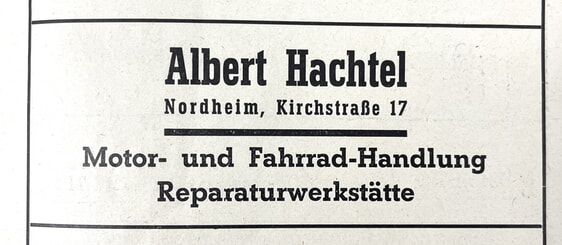 Albert Hachtel
Nordheim, Kirchstraße 17
Motor- und Fahrrad-Handlung
Reparaturwerkstätte